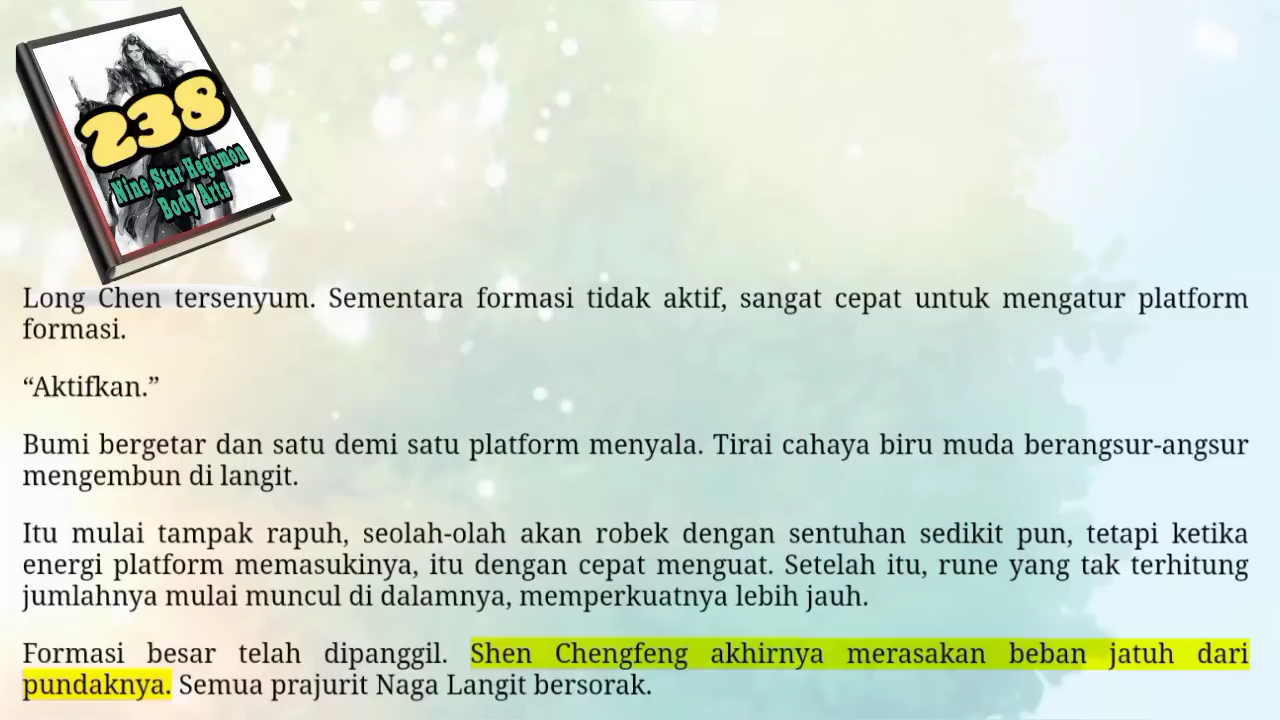 238
Nine Star Hegemon
Body Arts
Long Chen tersenyum. Sementara formasi tidak aktif, sangat cepat untuk mengatur platform
formasi.
“Aktifkan.”
Bumi bergetar dan satu demi satu platform menyala. Tirai cahaya biru muda berangsur-angsur
mengembun di langit.
Itu mulai tampak rapuh, seolah-olah akan robek dengan sentuhan sedikit pun, tetapi ketika
energi platform memasukinya, itu dengan cepat menguat. Setelah itu, rune yang tak terhitung
jumlahnya mulai muncul di dalamnya, memperkuatnya lebih jauh.
Formasi besar telah dipanggil. Shen Chengfeng akhirnya merasakan beban jatuh dari
pundaknya. Semua prajurit Naga Langit bersorak.